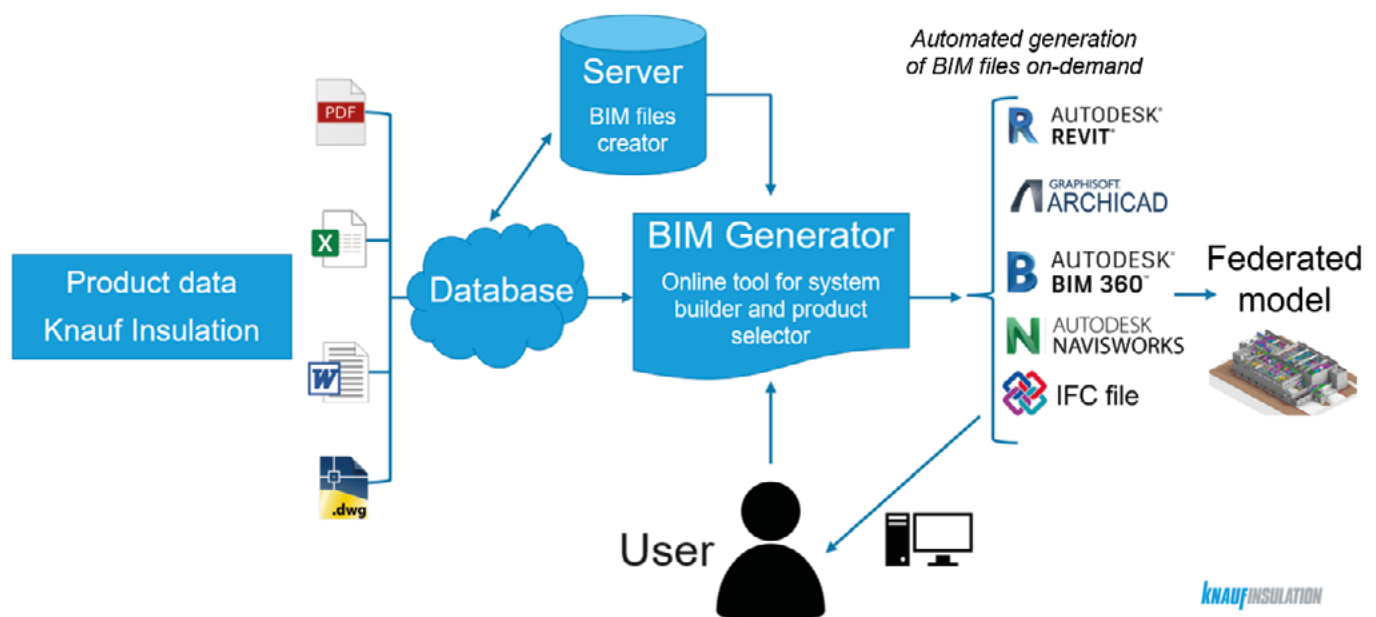 Automated generation
of BIM files on-demand
Server
BIM files
creator
PDF
X
W
.dwg
Product data
Knauf Insulation
Database
BIM Generator
Online tool for system
builder and product
selector
AUTODESK®
REVIT®
GRAPHISOFT.
ARCHICAD
AUTODESK®
BIM 360™
AUTODESK
NAVISWORKS
IFC file
Federated
model
User
KNAUFINSULATION